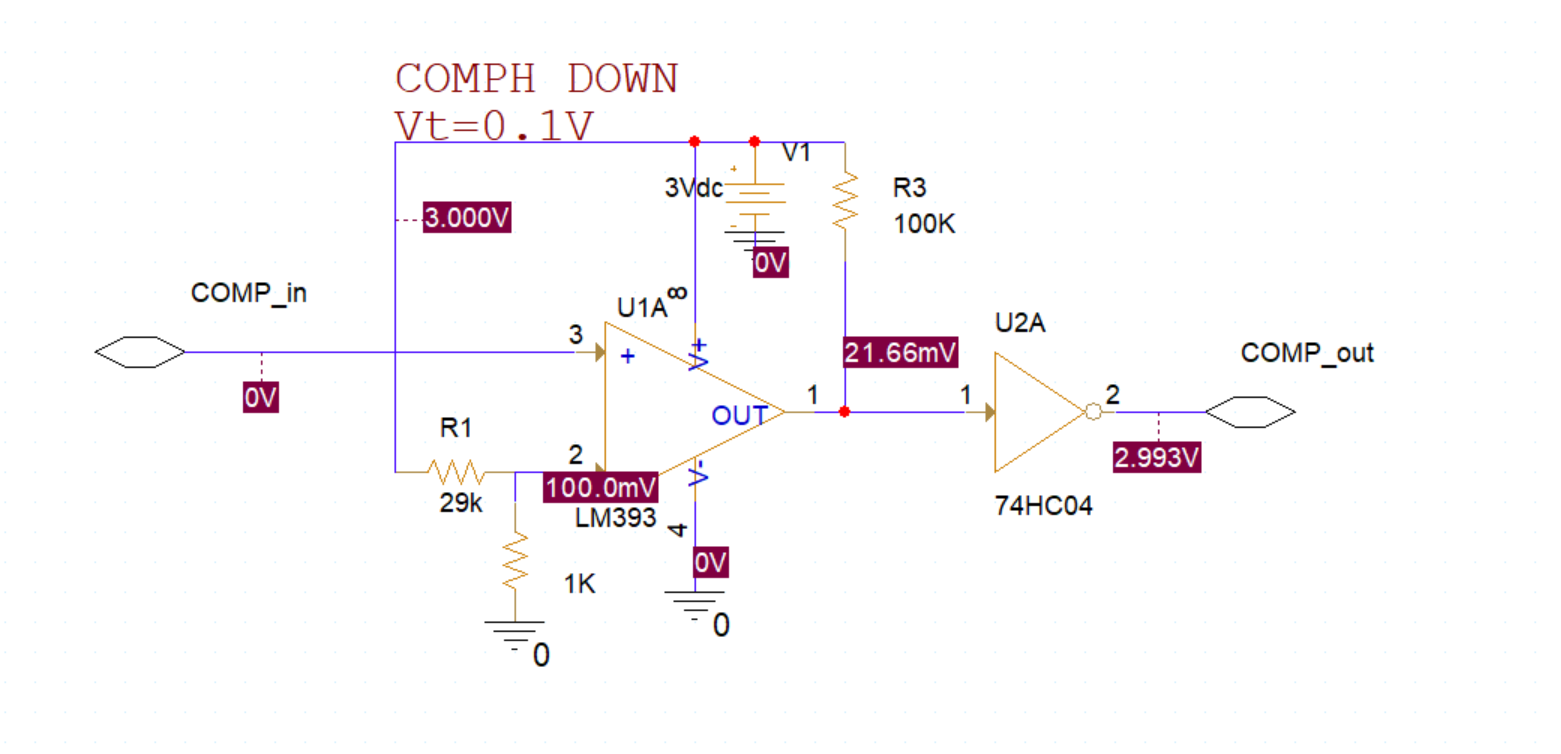 COMPH DOWN
Vt=0.1V
V1
3Vdc
R3
100K
3.000V
0V
COMP_in
U1A
8
U2A
3
+
V+
21.66mV
COMP_out
0V
1
1
2
OUT
R1
2
V-
2.993V
100.0mV
29k
LM393
4
74HC04
0V
1K
0
0